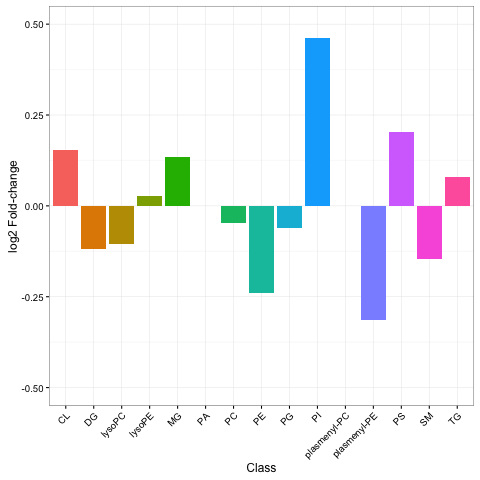 0.50
0.25
0.00
-0.25
-0.50
log2 Fold-change
CL
DG
lysoPC
lysoPE
MG
PA
PC
PE
PG
PI
plasmenyl-PC
plasmenyl-PE
PS
SM
TG
Class